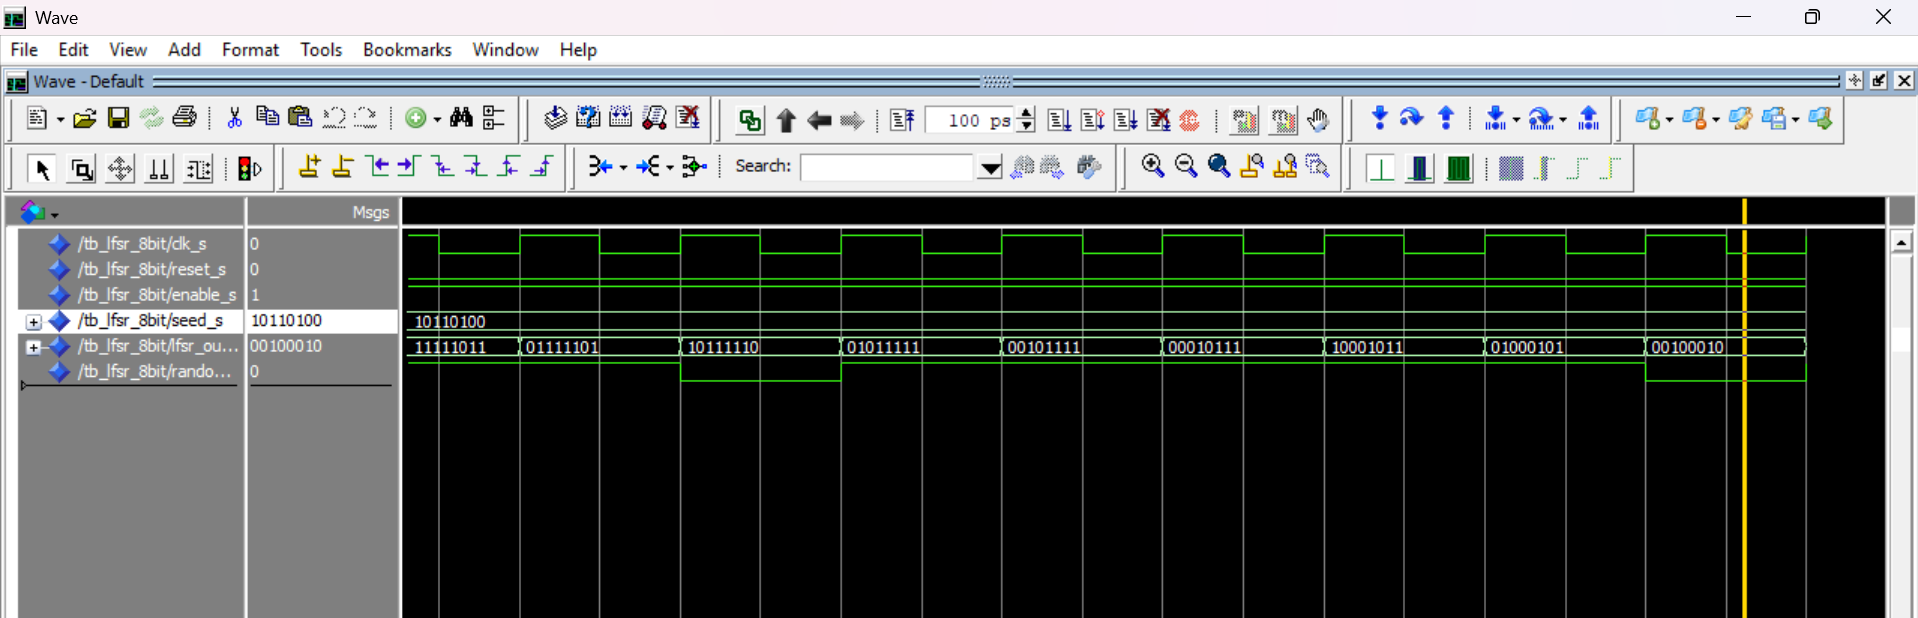 Wave
File Edit View Add Format Tools Bookmarks Window Help
Wave - Default
100 ps
Search:
Msgs
/tb_lfsr_8bit/clk_s 0
/tb_lfsr_8bit/reset_s 0
/tb_lfsr_8bit/enable_s 1
/tb_lfsr_8bit/seed_s 10110100 10110100
/tb_lfsr_8bit/lfsr_ou... 00100010 11111011 01111101 10111110 01011111 00101111 00010111 10001011 01000101 00100010
/tb_lfsr_8bit/rando... 0